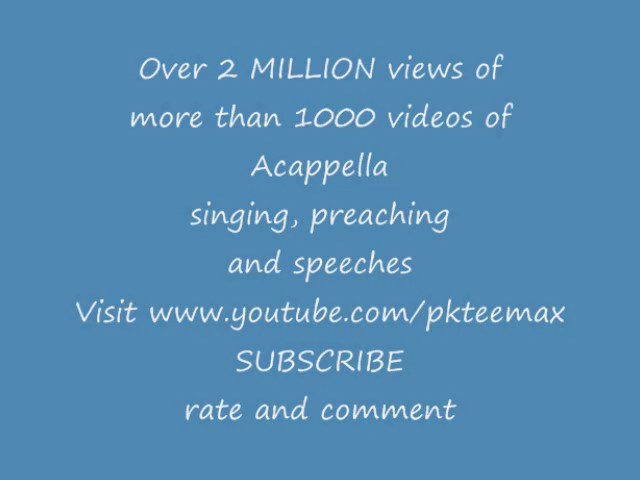 Over 2 MILLION views of
more than 1000 videos of
Acappella
singing, preaching
and speeches
Visit www.youtube.com/pkteemax
SUBSCRIBE
rate and comment